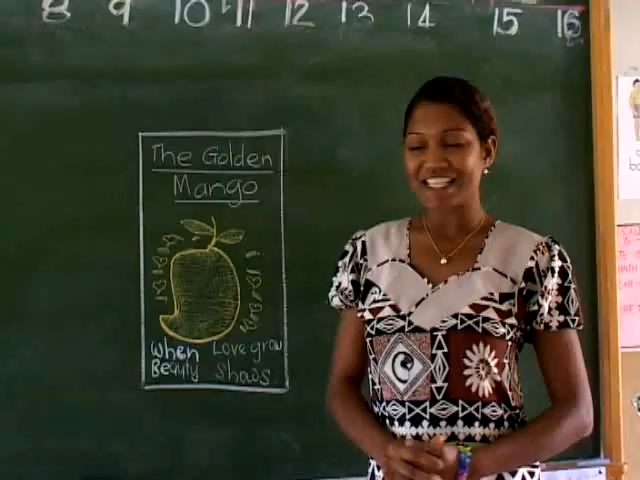 8 9 10 11 12 13 14 15 16
The Golden
Mango
When Love grow
Beauty Shows